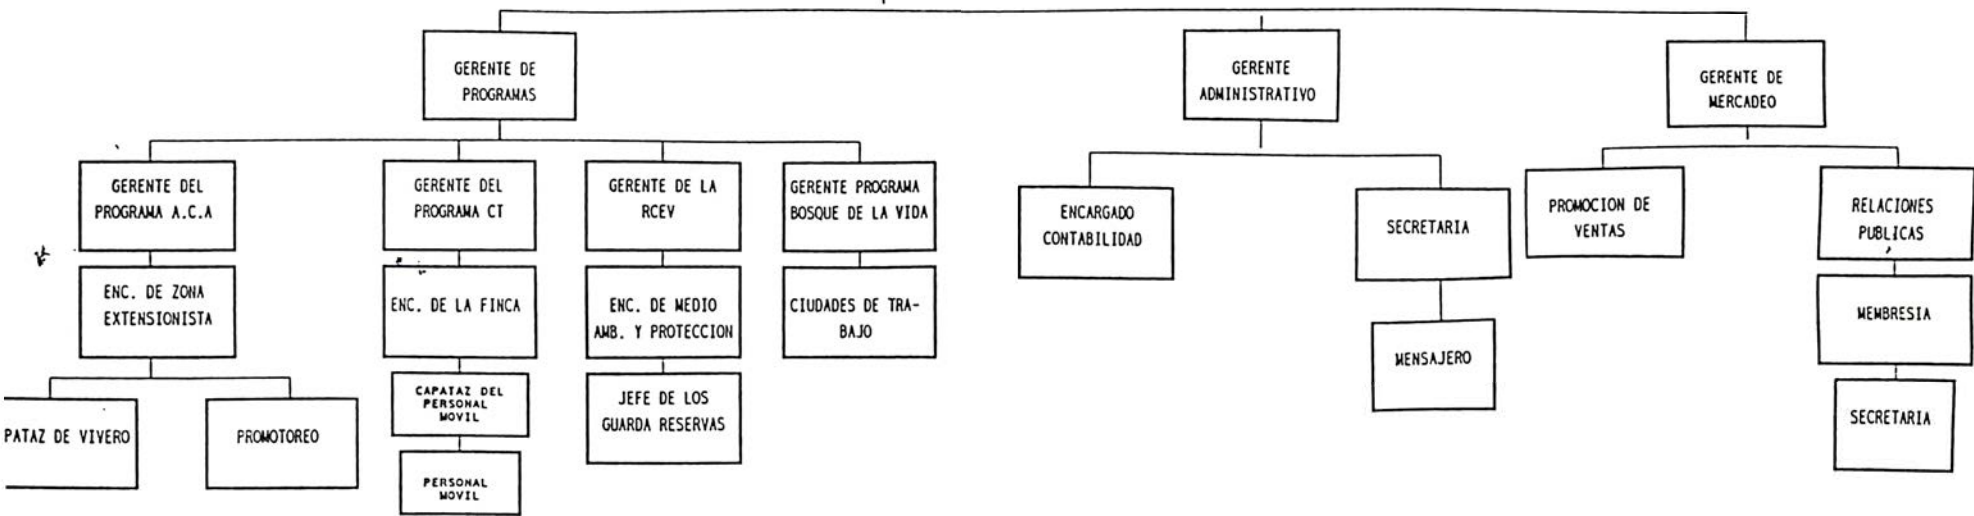 GERENTE DE
PROGRAMAS
GERENTE
ADMINISTRATIVO
GERENTE DE
MERCADEO
GERENTE DEL
PROGRAMA A.C.A
GERENTE DEL
PROGRAMA CT
GERENTE DE LA
RCEV
GERENTE PROGRAMA
BOSQUE DE LA VIDA
ENCARGADO
CONTABILIDAD
SECRETARIA
PROMOCION DE
VENTAS
RELACIONES
PUBLICAS
ENC. DE ZONA
EXTENSIONISTA
ENC. DE LA FINCA
ENC. DE MEDIO
AMB. Y PROTECCION
CIUDADES DE TRA-
BAJO
MENSAJERO
MEMBRESIA
PATAZ DE VIVERO
PROMOTOREO
CAPATAZ DEL
PERSONAL
MOVIL
JEFE DE LOS
GUARDA RESERVAS
SECRETARIA
PERSONAL
MOVIL